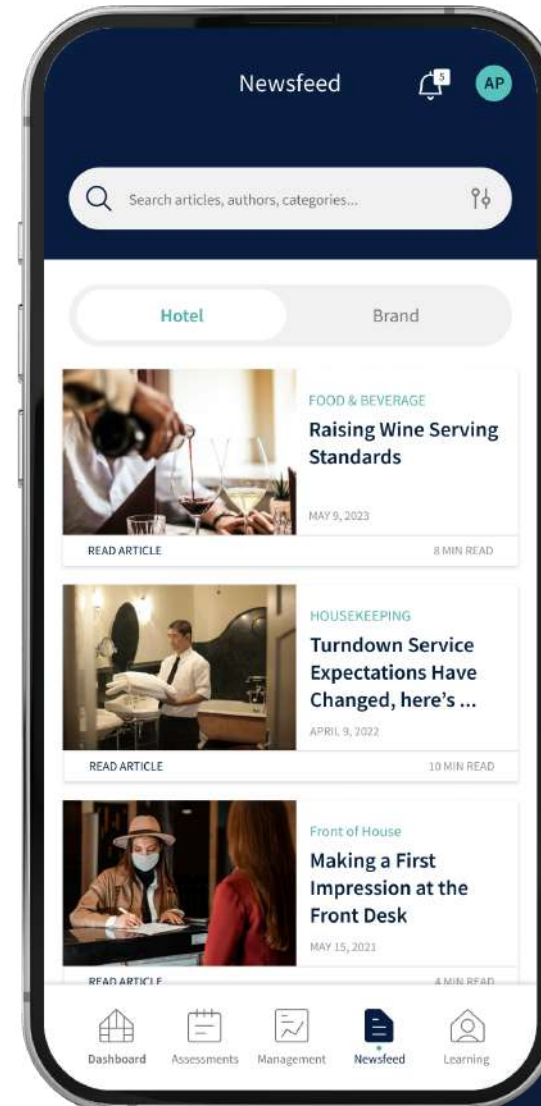 Newsfeed
5
AP
Search articles, authors, categories...
Hotel
Brand
FOOD & BEVERAGE
Raising Wine Serving
Standards
MAY 9, 2023
READ ARTICLE
8 MIN READ
HOUSEKEEPING
Turndown Service
Expectations Have
Changed, here’s ...
APRIL 9, 2022
READ ARTICLE
10 MIN READ
Front of House
Making a First
Impression at the
Front Desk
MAY 15, 2021
READ ARTICLE
4 MIN READ
Dashboard
Assessments
Management
Newsfeed
Learning